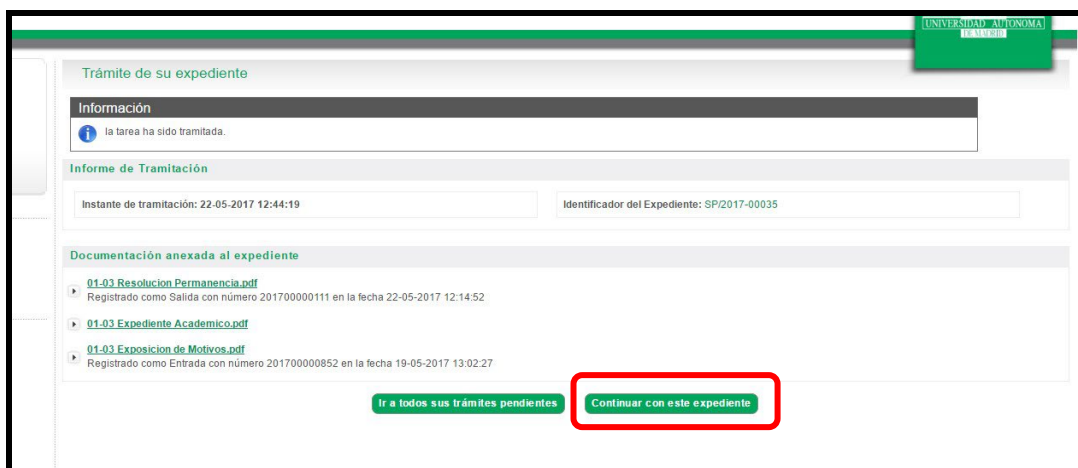 UNIVERSIDAD AUTONOMA
DE MADRID
Trámite de su expediente
Información
la tarea ha sido tramitada.
Informe de Tramitación
Instante de tramitación: 22-05-2017 12:44:19
Identificador del Expediente: SP/2017-00035
Documentación anexada al expediente
01-03 Resolucion Permanencia.pdf
Registrado como Salida con número 201700000111 en la fecha 22-05-2017 12:14:52
01-03 Expediente Academico.pdf
01-03 Exposicion de Motivos.pdf
Registrado como Entrada con número 201700000852 en la fecha 19-05-2017 13:02:27
Ir a todos sus trámites pendientes
Continuar con este expediente